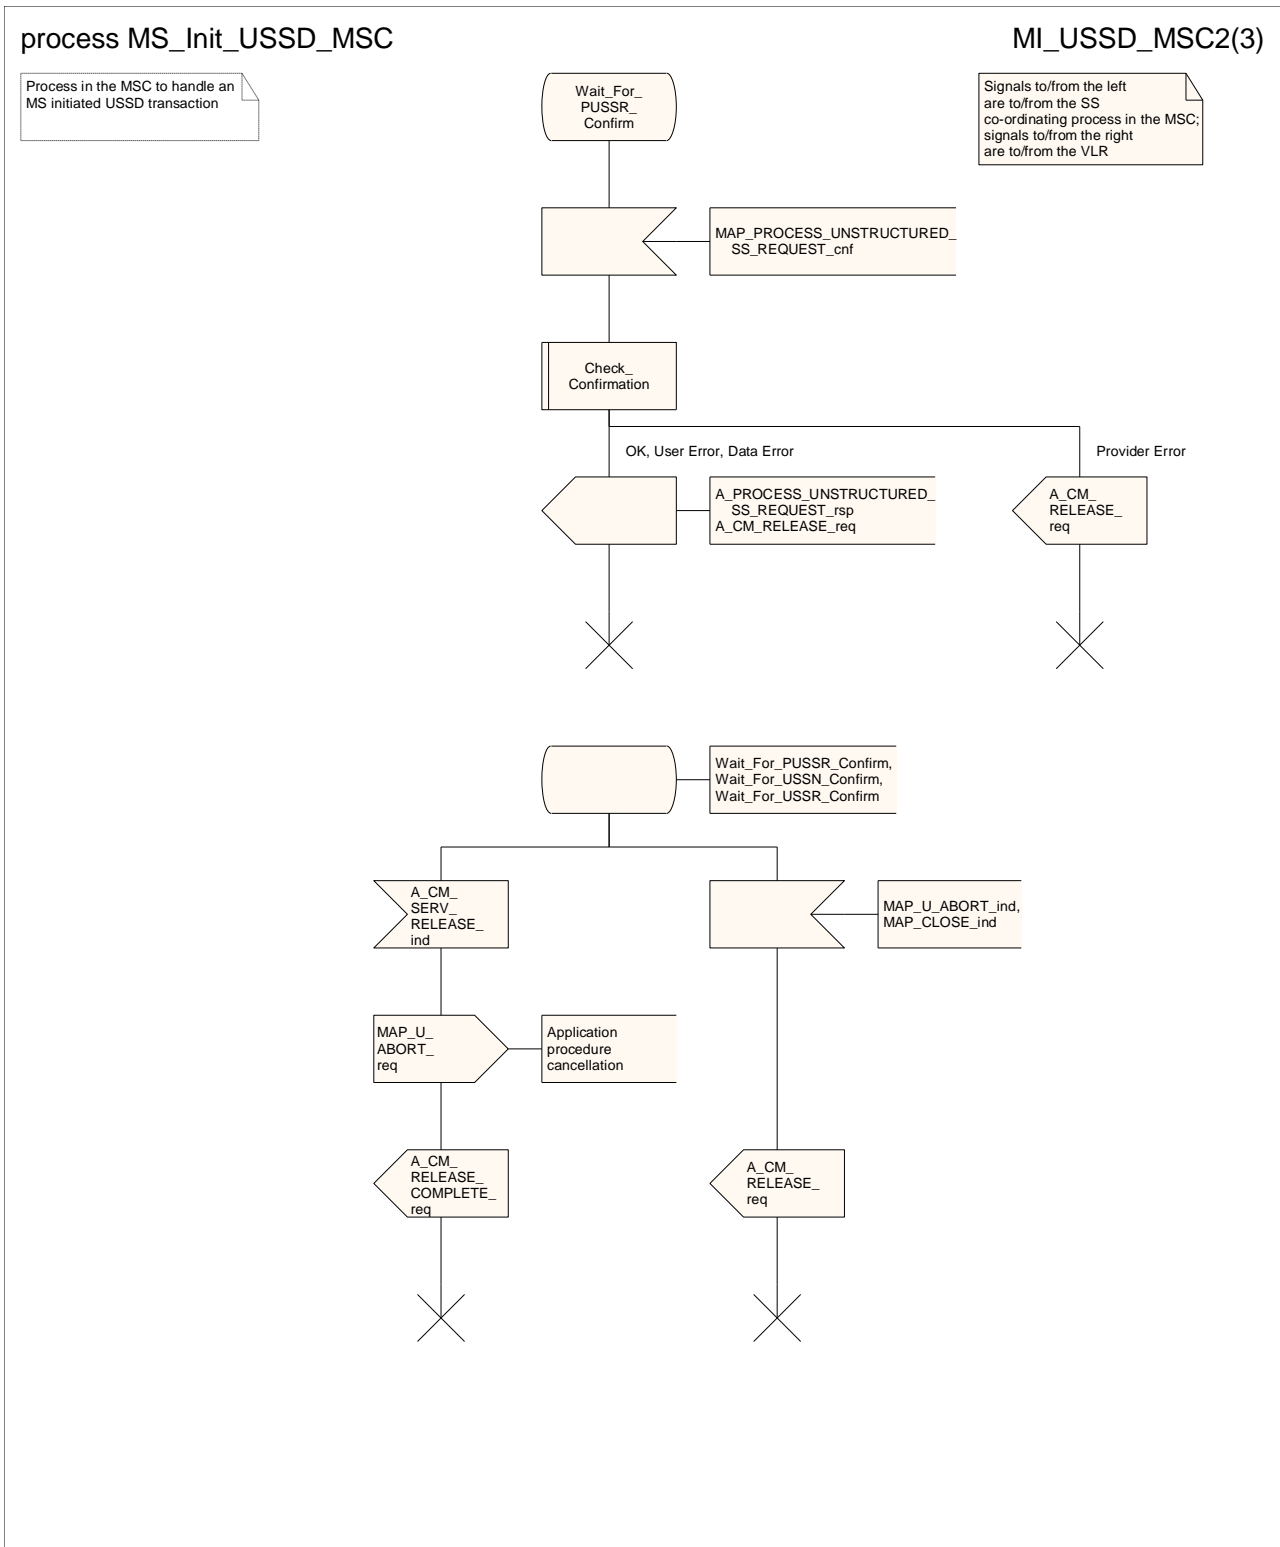 process MS_Init_USSD_MSC
MI_USSD_MSC2(3)
Process in the MSC to handle an
MS initiated USSD transaction
Wait_For_
PUSSR_
Confirm
Signals to/from the left
are to/from the SS
co-ordinating process in the MSC;
signals to/from the right
are to/from the VLR
MAP_PROCESS_UNSTRUCTURED_
SS_REQUEST_cnf
Check_
Confirmation
OK, User Error, Data Error
Provider Error
A_PROCESS_UNSTRUCTURED_
SS_REQUEST_rsp
A_CM_RELEASE_req
A_CM_
RELEASE_
req
Wait_For_PUSSR_Confirm,
Wait_For_USSN_Confirm,
Wait_For_USSR_Confirm
A_CM_
SERV_
RELEASE_
ind
MAP_U_ABORT_ind,
MAP_CLOSE_ind
MAP_U_
ABORT_
req
Application
procedure
cancellation
A_CM_
RELEASE_
COMPLETE_
req
A_CM_
RELEASE_
req